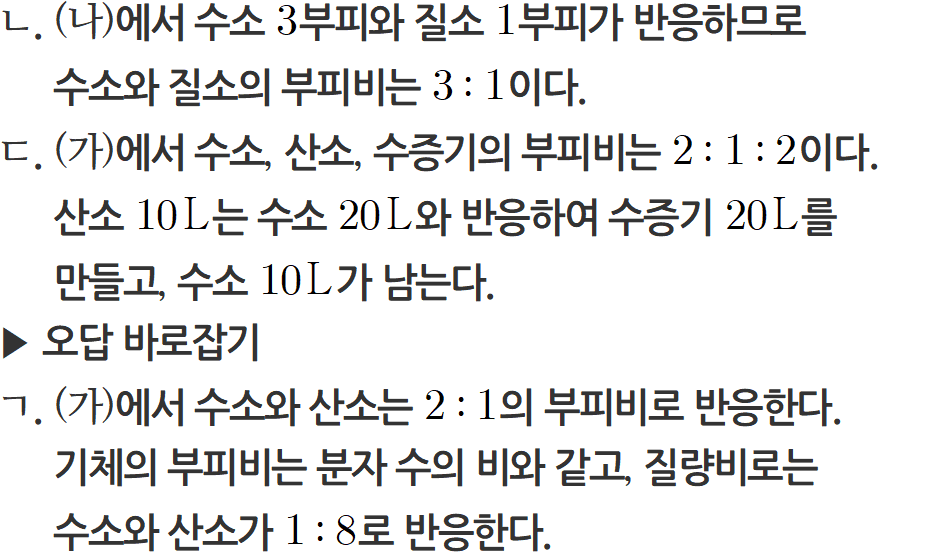 ㄴ. (나)에서 수소 3부피와 질소 1부피가 반응하므로
수소와 질소의 부피비는 3 : 1이다.
ㄷ. (가)에서 수소, 산소, 수증기의 부피비는 2 : 1 : 2이다.
산소 10 L는 수소 20 L와 반응하여 수증기 20 L를
만들고, 수소 10 L가 남는다.
▶ 오답 바로잡기
ㄱ. (가)에서 수소와 산소는 2 : 1의 부피비로 반응한다.
기체의 부피비는 분자 수의 비와 같고, 질량비로는
수소와 산소가 1 : 8로 반응한다.